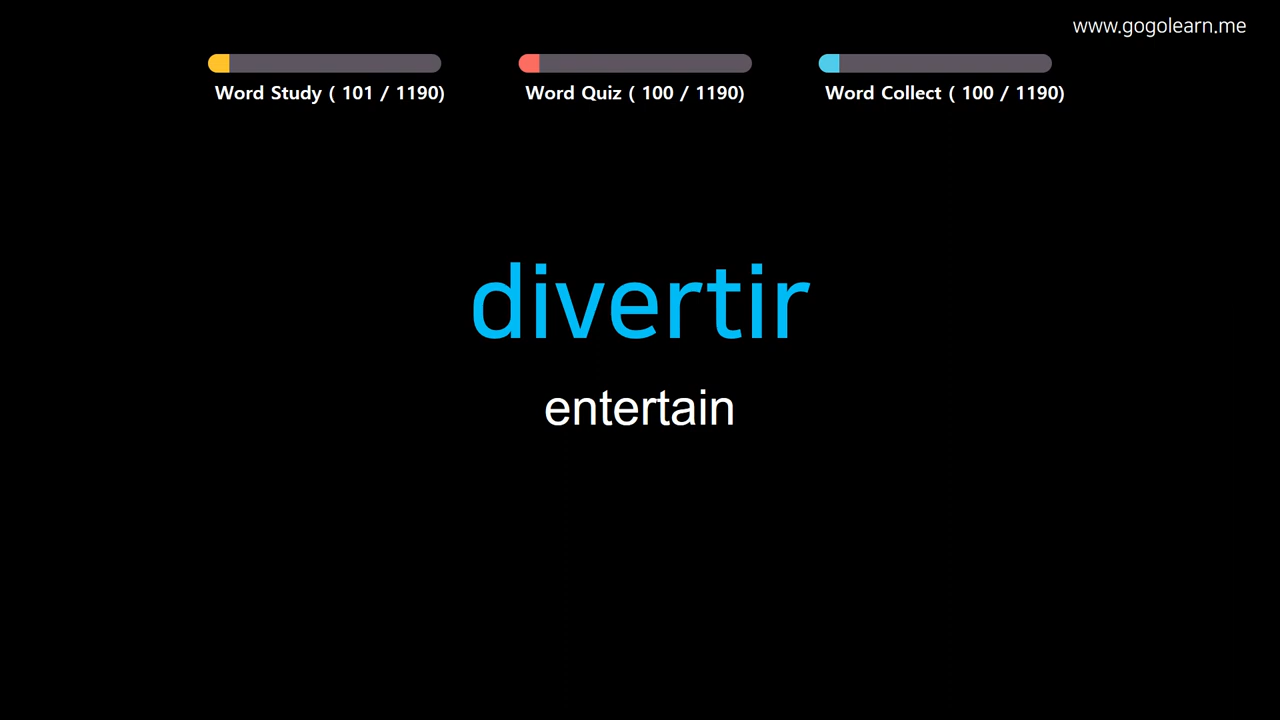 www.gogolearn.me
Word Study ( 101 / 1190)
Word Quiz ( 100 / 1190)
Word Collect ( 100 / 1190)
divertir
entertain